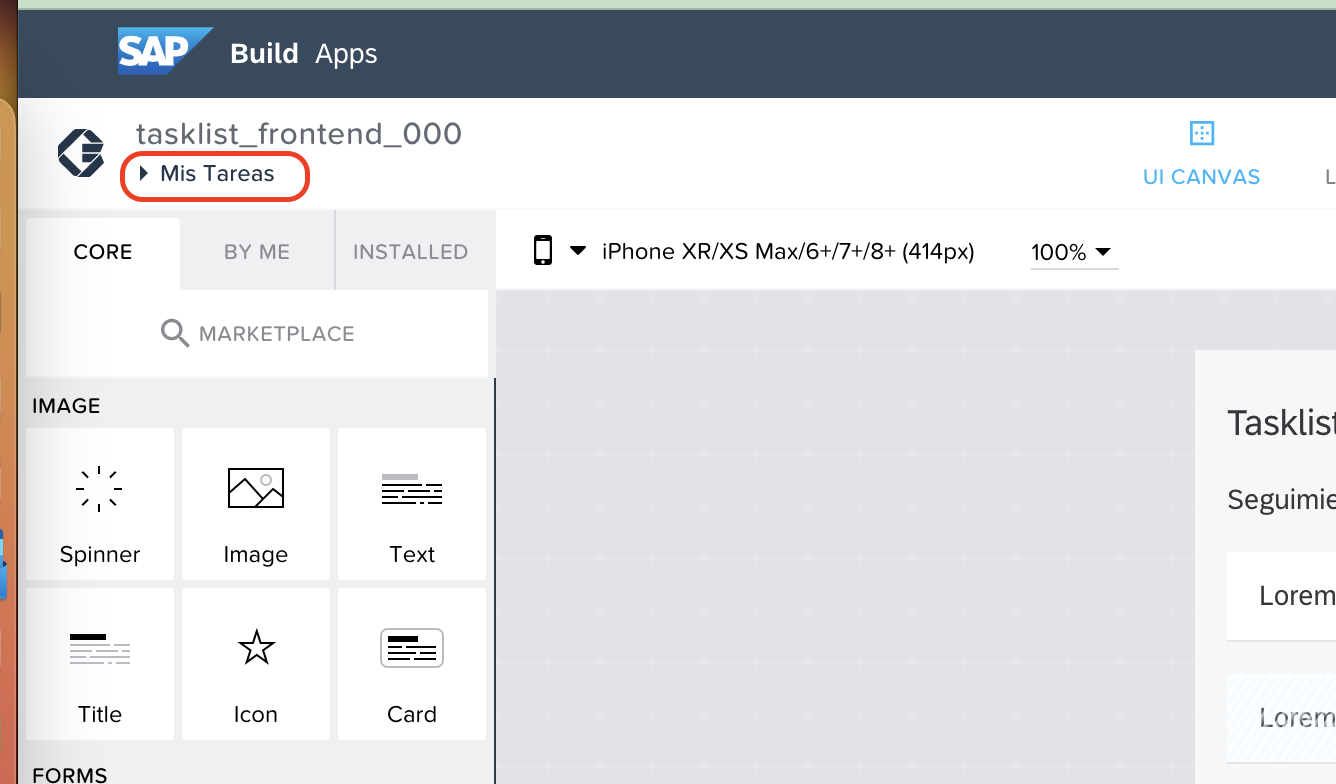 SAP Build Apps
tasklist_frontend_000
Mis Tareas
UI CANVAS
L
CORE
BY ME
INSTALLED
iPhone XR/XS Max/6+/7+/8+ (414px)
100%
MARKETPLACE
IMAGE
Spinner
Image
Text
Title
Icon
Card
FORMS
Tasklist
Seguimie
Lorem
Lorem